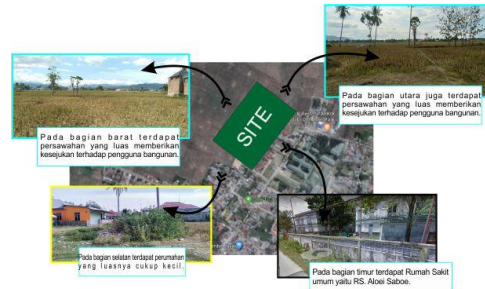 Pada bagian utara juga terdapat
persawahan yang luas memberikan
kesejukan terhadap pengguna bangunan.
Pada bagian barat terdapat
persawahan yang luas memberikan
kesejukan terhadap pengguna bangunan.
SITE
Pada bagian selatan terdapat perumahan
yang luasnya cukup kecil.
Pada bagian timur terdapat Rumah Sakit
umum yaitu RS. Aloei Saboe.